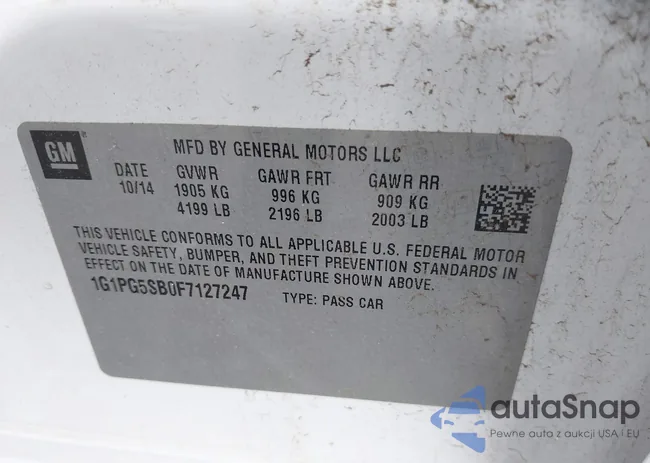 GM
MFD BY GENERAL MOTORS LLC
DATE GVWR GAWR FRT GAWR RR
10/14 1905 KG 996 KG 909 KG
4199 LB 2196 LB 2003 LB
THIS VEHICLE CONFORMS TO ALL APPLICABLE U.S. FEDERAL MOTOR
VEHICLE SAFETY, BUMPER, AND THEFT PREVENTION STANDARDS IN
EFFECT ON THE DATE OF MANUFACTURE SHOWN ABOVE.
1G1PG5SB0F7127247 TYPE: PASS CAR
autoSnap
Pewne auto z aukcji USA i EU